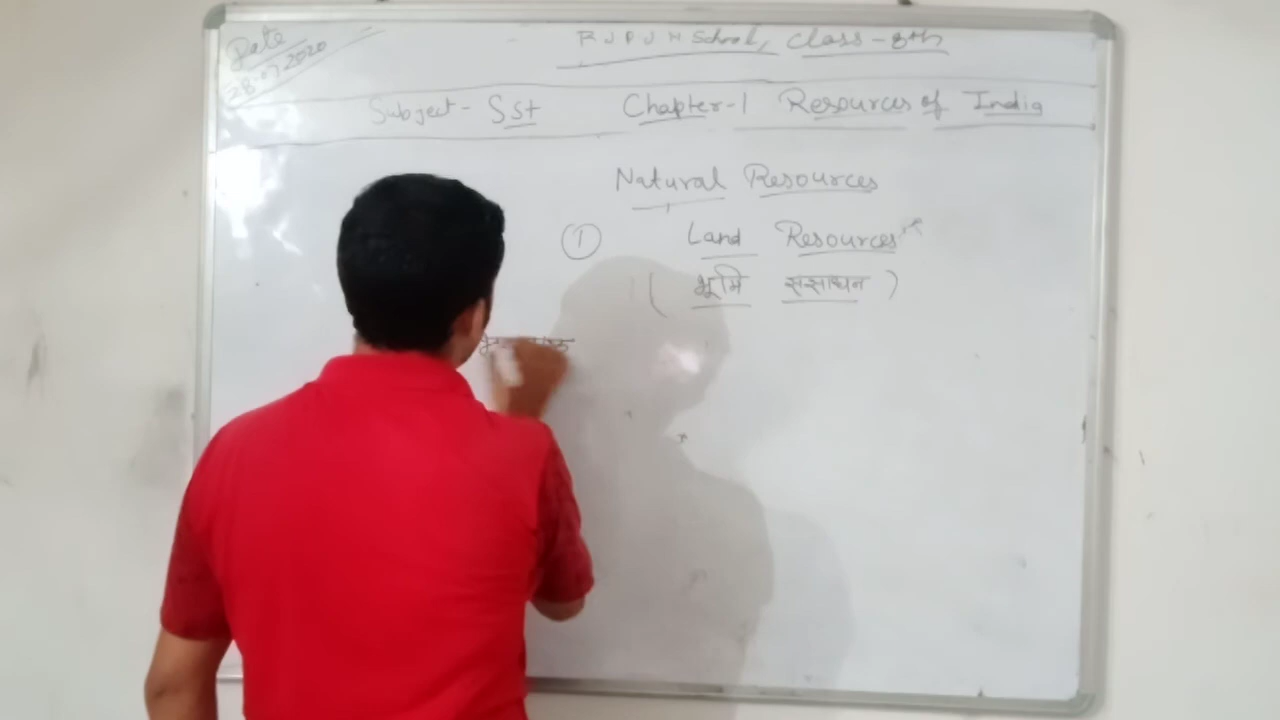 Date
28.07.2020
R J P J H School, Class-8th
Subject- Sst Chapter-1 Resources of India
Natural Resources
① Land Resources
( भूमि संसाधन )